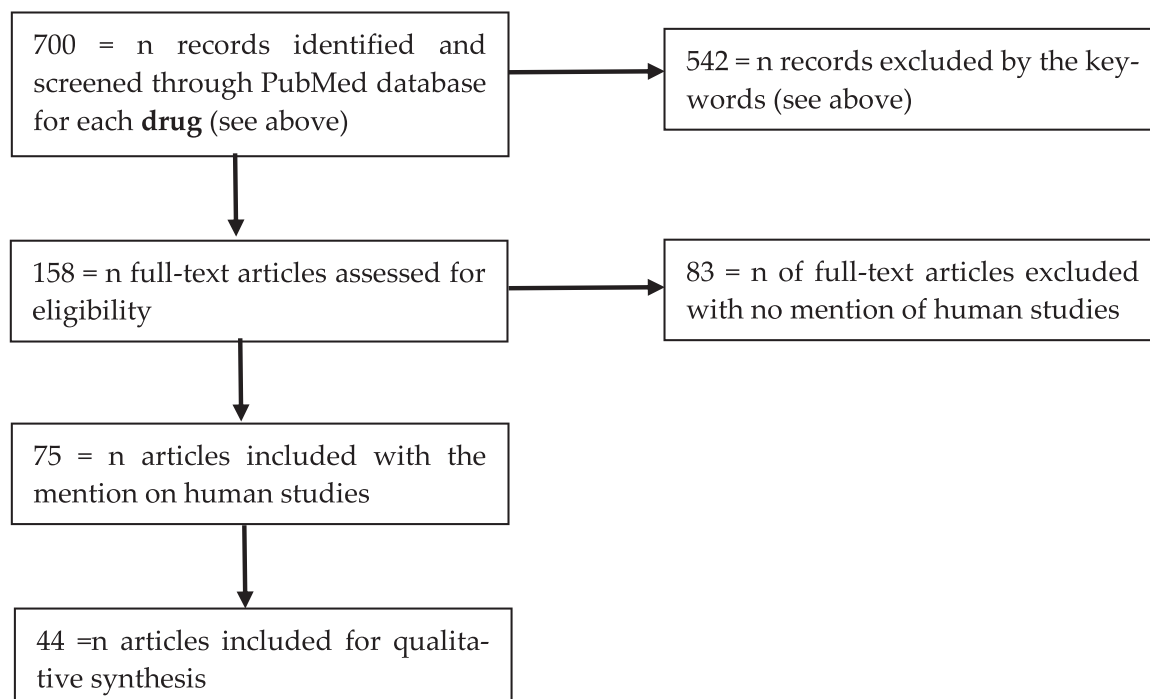 700 = n records identified and
screened through PubMed database
for each drug (see above)
542 = n records excluded by the key-
words (see above)
158 = n full-text articles assessed for
eligibility
83 = n of full-text articles excluded
with no mention of human studies
75 = n articles included with the
mention on human studies
44 =n articles included for qualita-
tive synthesis